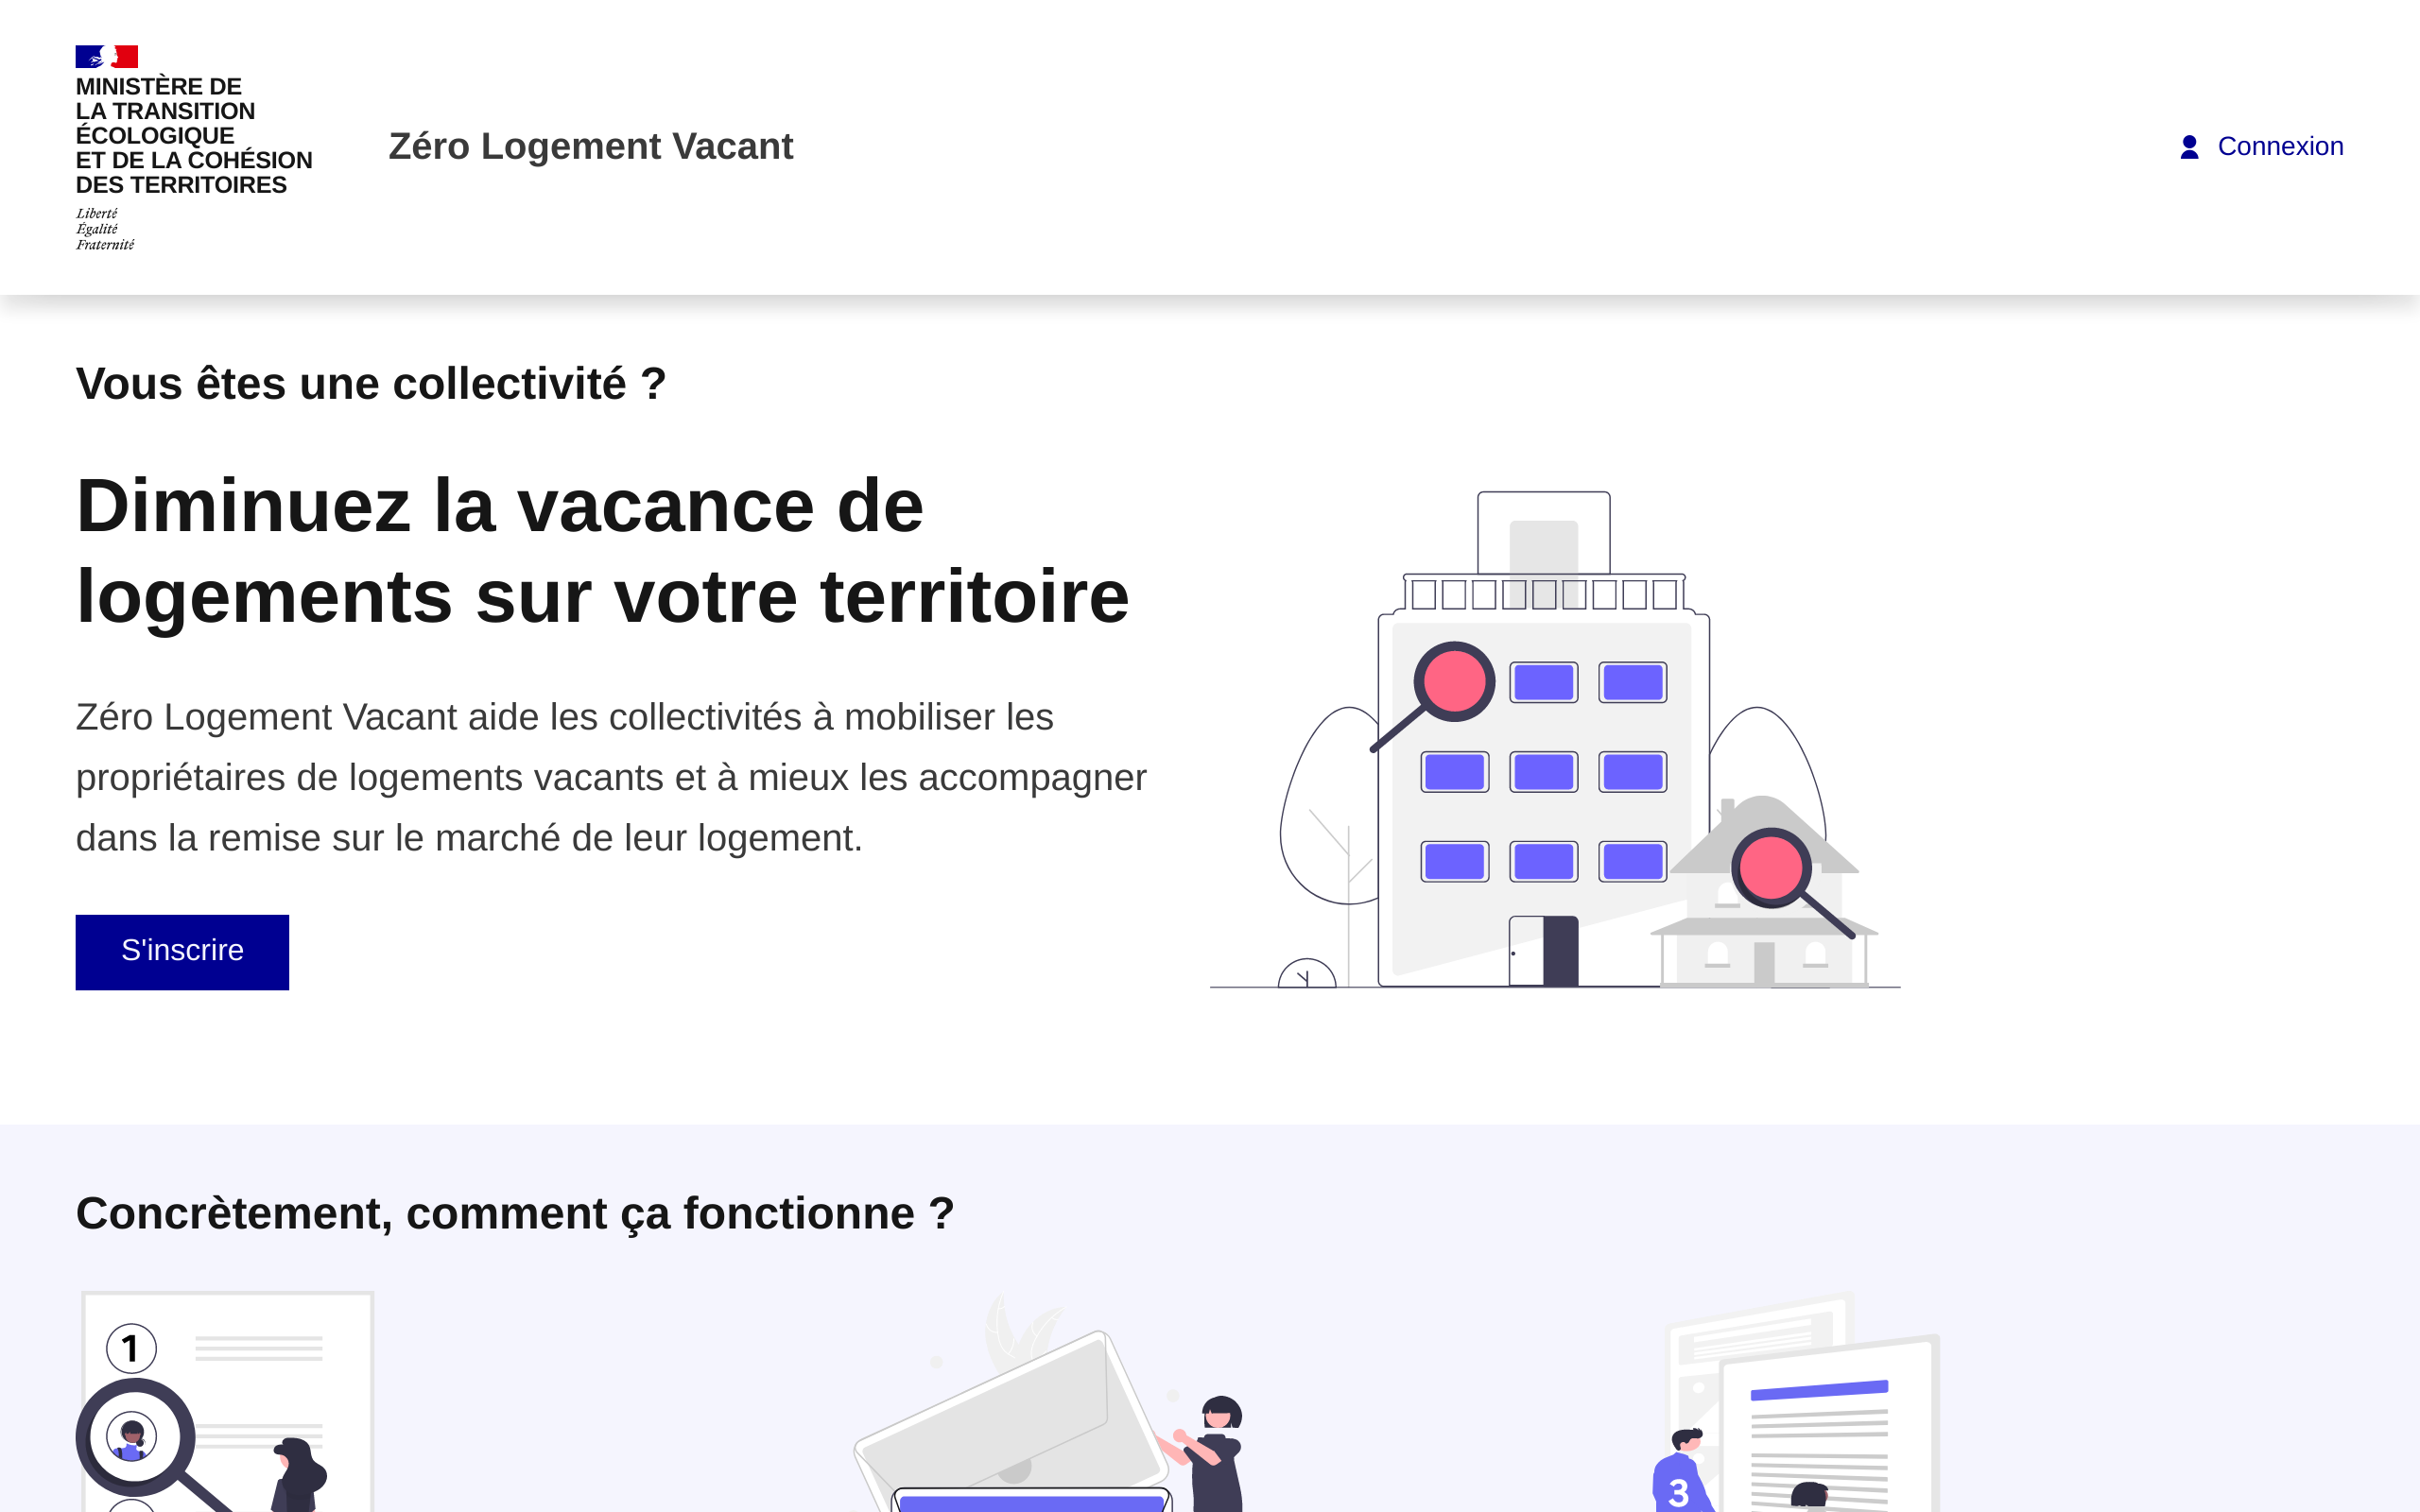 MINISTÈRE DE
LA TRANSITION
ÉCOLOGIQUE
ET DE LA COHÉSION
DES TERRITOIRES
Liberté
Égalité
Fraternité
Zéro Logement Vacant
Connexion
Vous êtes une collectivité ?
Diminuez la vacance de
logements sur votre territoire
Zéro Logement Vacant aide les collectivités à mobiliser les
propriétaires de logements vacants et à mieux les accompagner
dans la remise sur le marché de leur logement.
S'inscrire
Concrètement, comment ça fonctionne ?
1
3